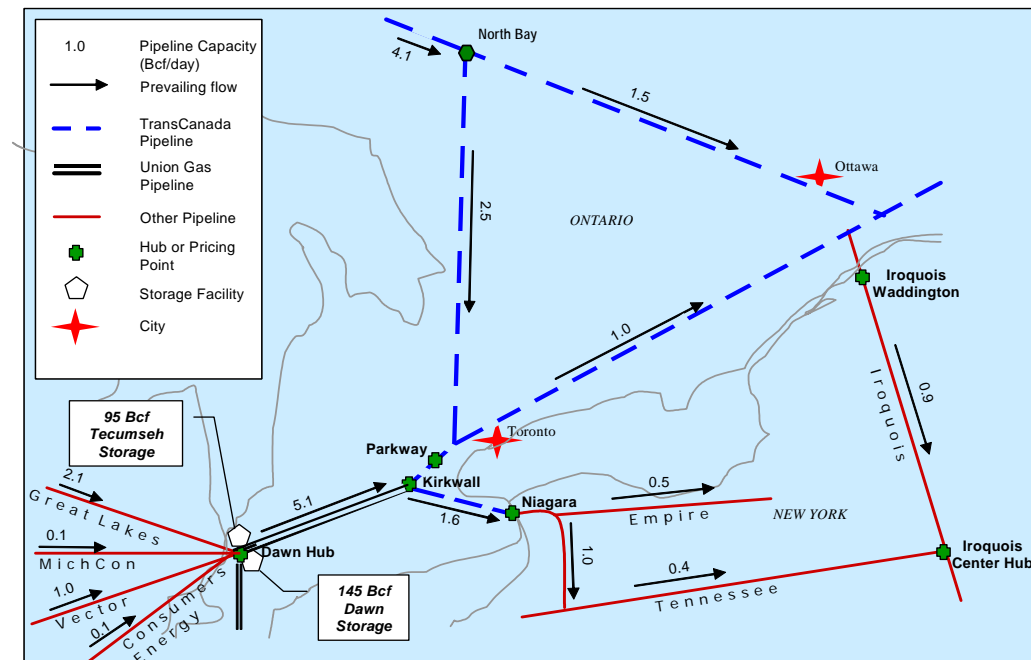 1.0
Pipeline Capacity
(Bcf/day)
Prevailing flow
TransCanada
Pipeline
Union Gas
Pipeline
Other Pipeline
Hub or Pricing
Point
Storage Facility
City
North Bay
4.1
1.5
Ottawa
2.5
ONTARIO
Iroquois
Waddington
1.0
Iroquois
0.9
95 Bcf
Tecumseh
Storage
Toronto
Parkway
Kirkwall
2.1
Great Lakes
5.1
1.6
Niagara
0.5
Empire
NEW YORK
0.1
MichCon
Dawn Hub
1.0
Iroquois
Center Hub
1.0
Vector
0.1
Consumers
Energy
145 Bcf
Dawn
Storage
0.4
Tennessee